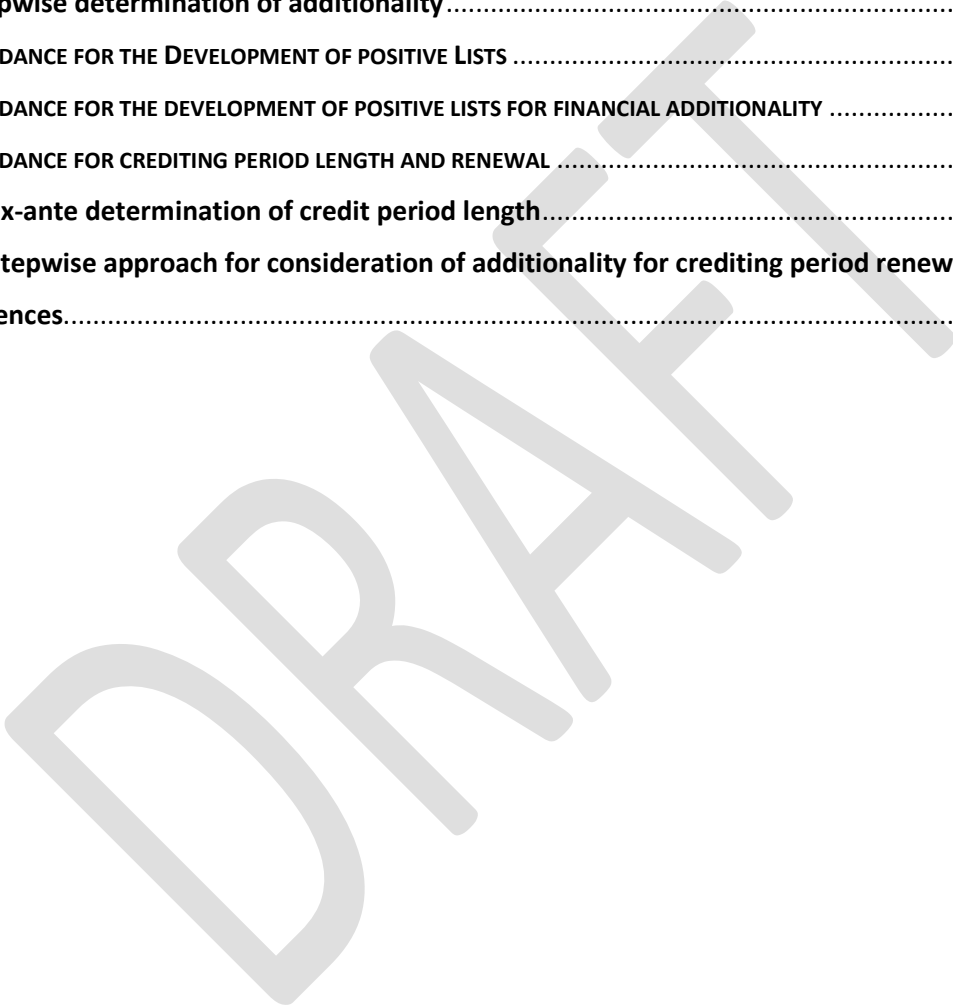 pwise determination of additionality
DANCE FOR THE DEVELOPMENT OF POSITIVE LISTS
DANCE FOR THE DEVELOPMENT OF POSITIVE LISTS FOR FINANCIAL ADDITIONALITY
DANCE FOR CREDITING PERIOD LENGTH AND RENEWAL
x-ante determination of credit period length
tepwise approach for consideration of additionality for crediting period renew
ences
DRAFT